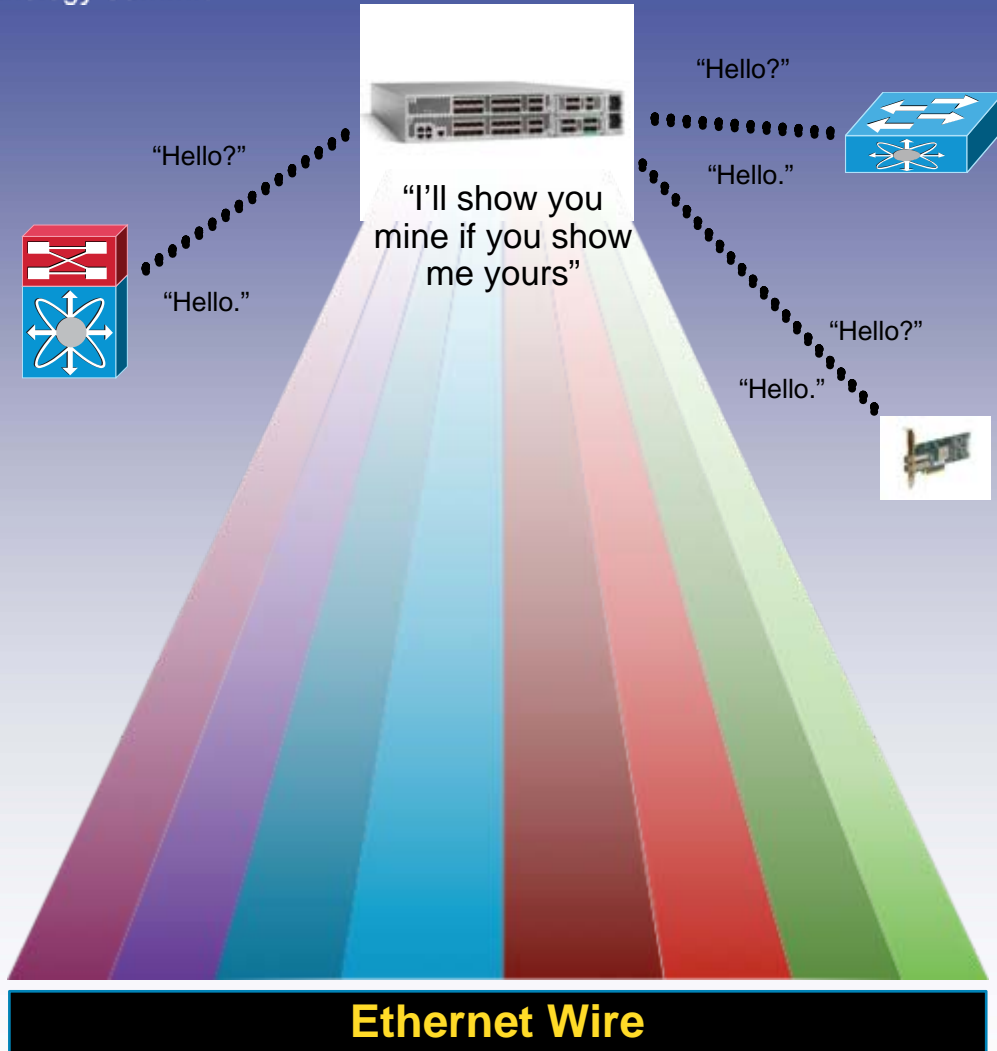 “Hello?”
“Hello?”
“Hello.”
“I’ll show you
mine if you show
me yours”
“Hello.”
“Hello?”
“Hello.”
Ethernet Wire